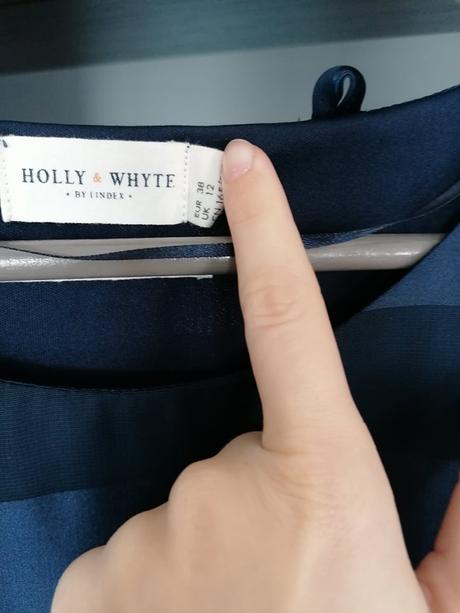 HOLLY & WHYTE
• BY LINDEX •
EUR 38
UK 12